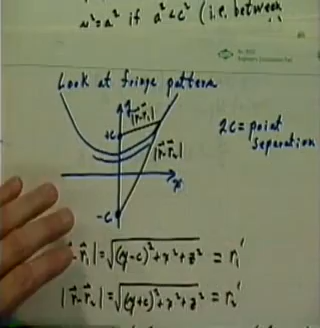 w²=a² if a²<c² (i.e. between
Look at fringe pattern
y
|r⃗-r⃗₁|
+c
|r⃗-r⃗₂|
2c = point
separation
x
-c
-r⃗₁|=√((y-c)²+x²+z²) = r₁'
|r⃗-r⃗₂|=√((y+c)²+x²+z²) = r₂'